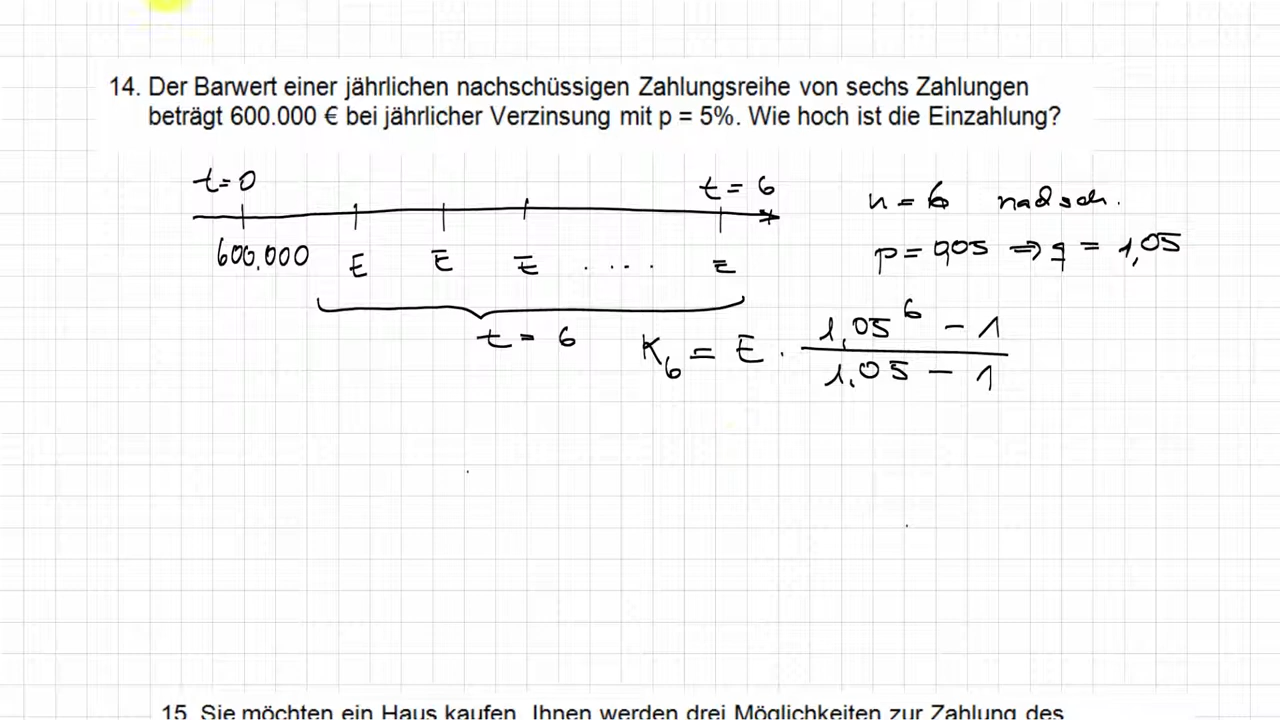 14. Der Barwert einer jährlichen nachschüssigen Zahlungsreihe von sechs Zahlungen
beträgt 600.000 € bei jährlicher Verzinsung mit p = 5%. Wie hoch ist die Einzahlung?
t=0
t = 6
n = 6 nachsch.
600.000 E E E .... E
p = 0,05 ⇒ q = 1,05
t = 6
K₆ = E · (1,05⁶ - 1) / (1,05 - 1)
15. Sie möchten ein Haus kaufen. Ihnen werden drei Möglichkeiten zur Zahlung des